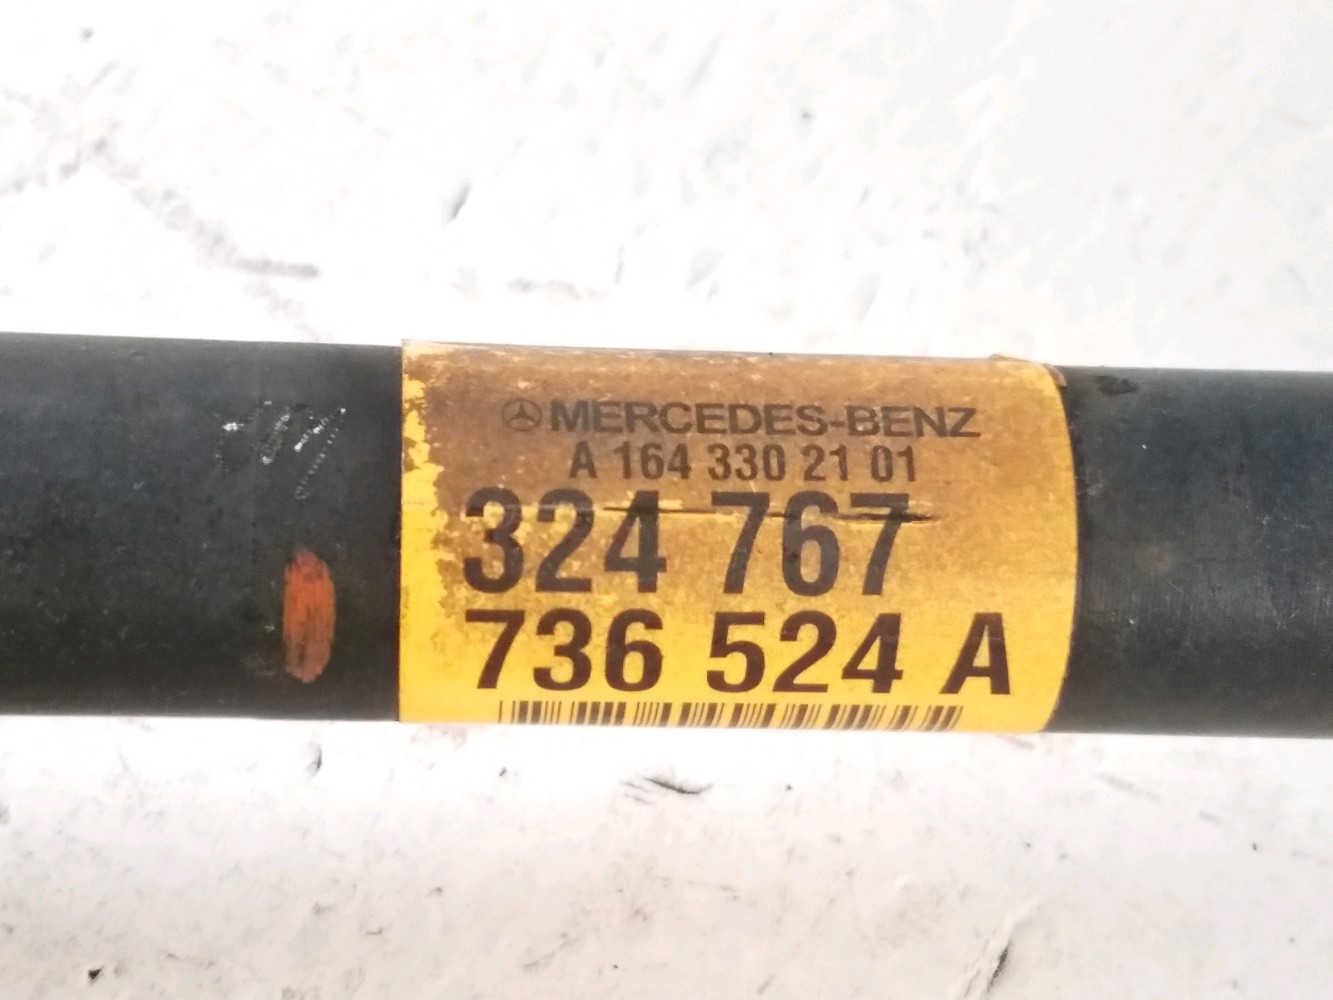 MERCEDES-BENZ
A 164 330 21 01
324 767
736 524 A